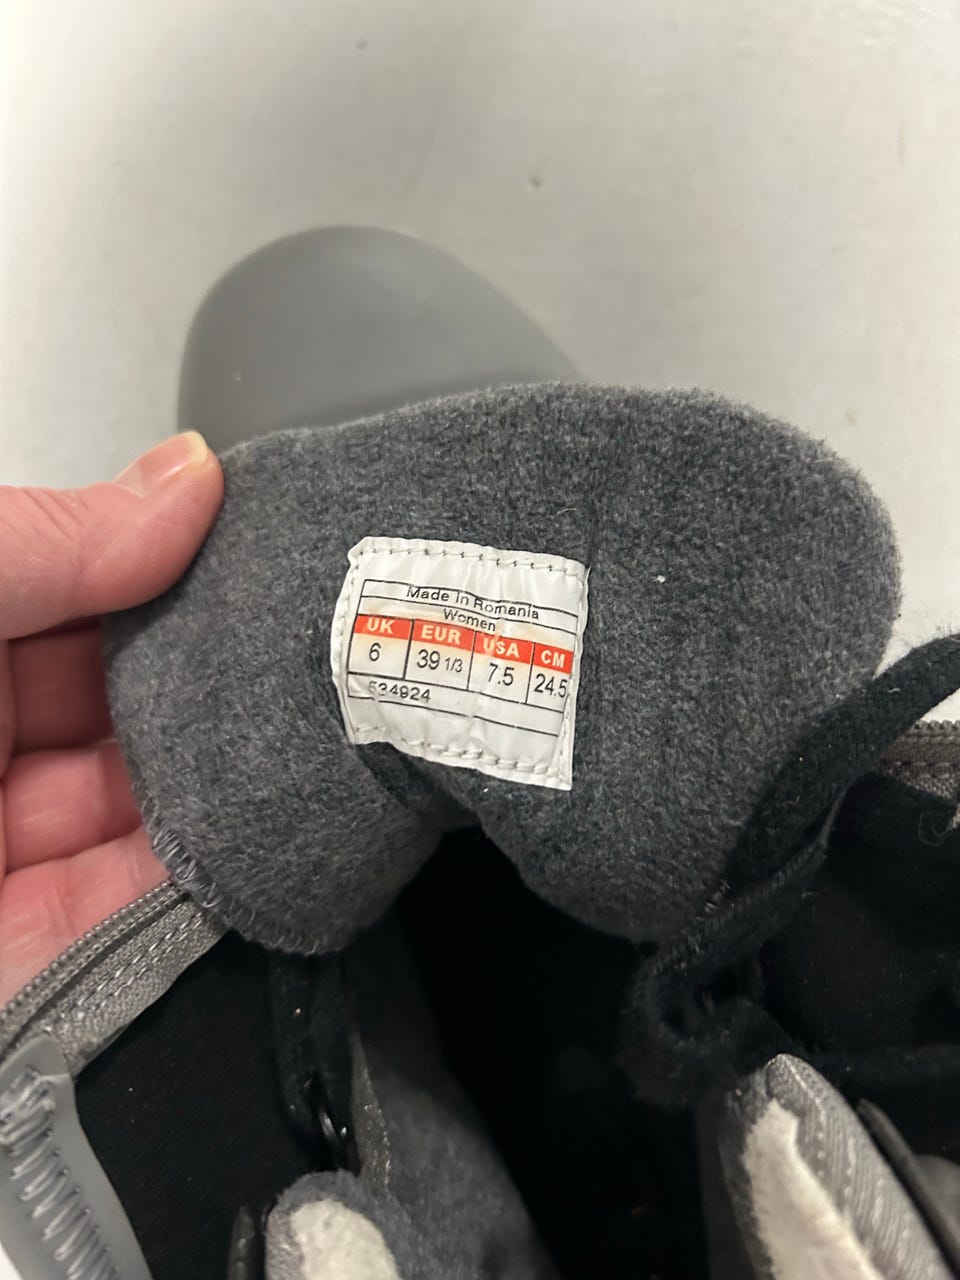 Made in Romania
Women
UK EUR USA CM
6 39 1/3 7.5 24.5
534924